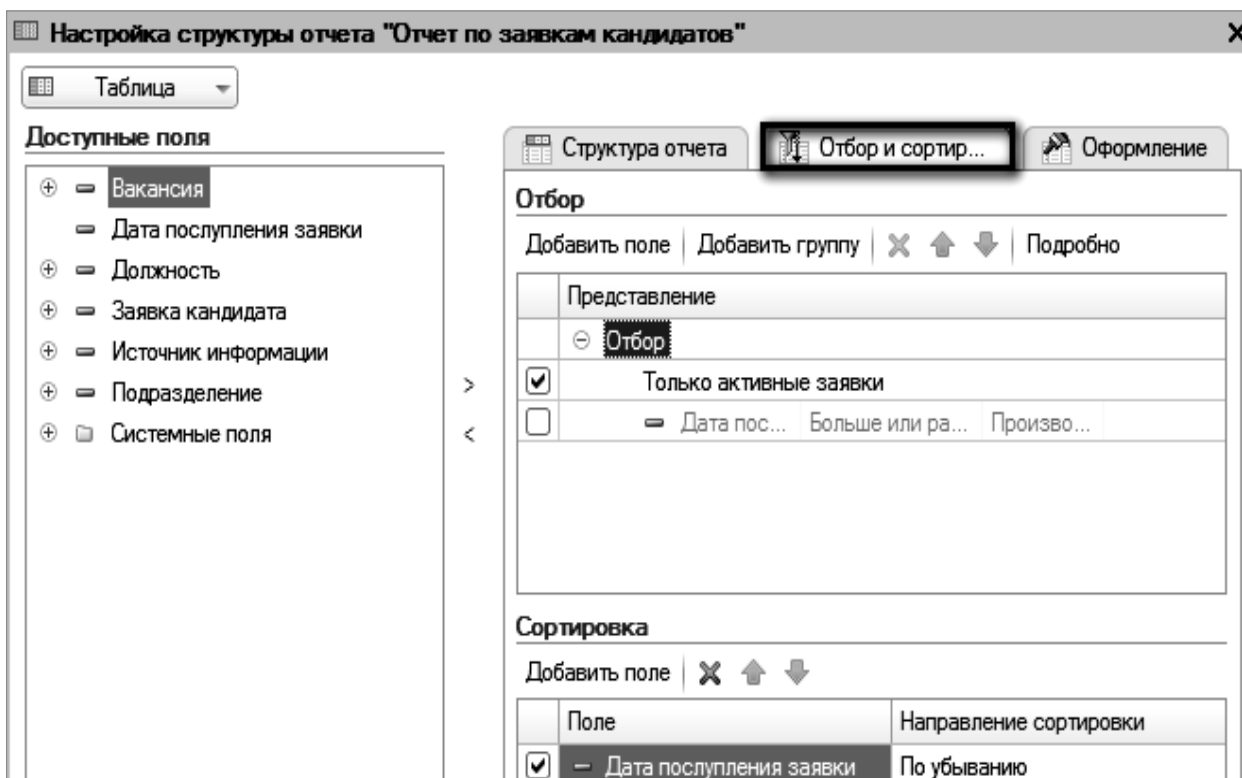 Настройка структуры отчета "Отчет по заявкам кандидатов"
Таблица
Доступные поля
Вакансия
Дата послупления заявки
Должность
Заявка кандидата
Источник информации
Подразделение
Системные поля
>
<
Структура отчета
Отбор и сортир...
Оформление
Отбор
Добавить поле
Добавить группу
Подробно
Представление
Отбор
Только активные заявки
Дата пос... Больше или ра... Произво...
Сортировка
Добавить поле
Поле Направление сортировки
Дата послупления заявки По убыванию